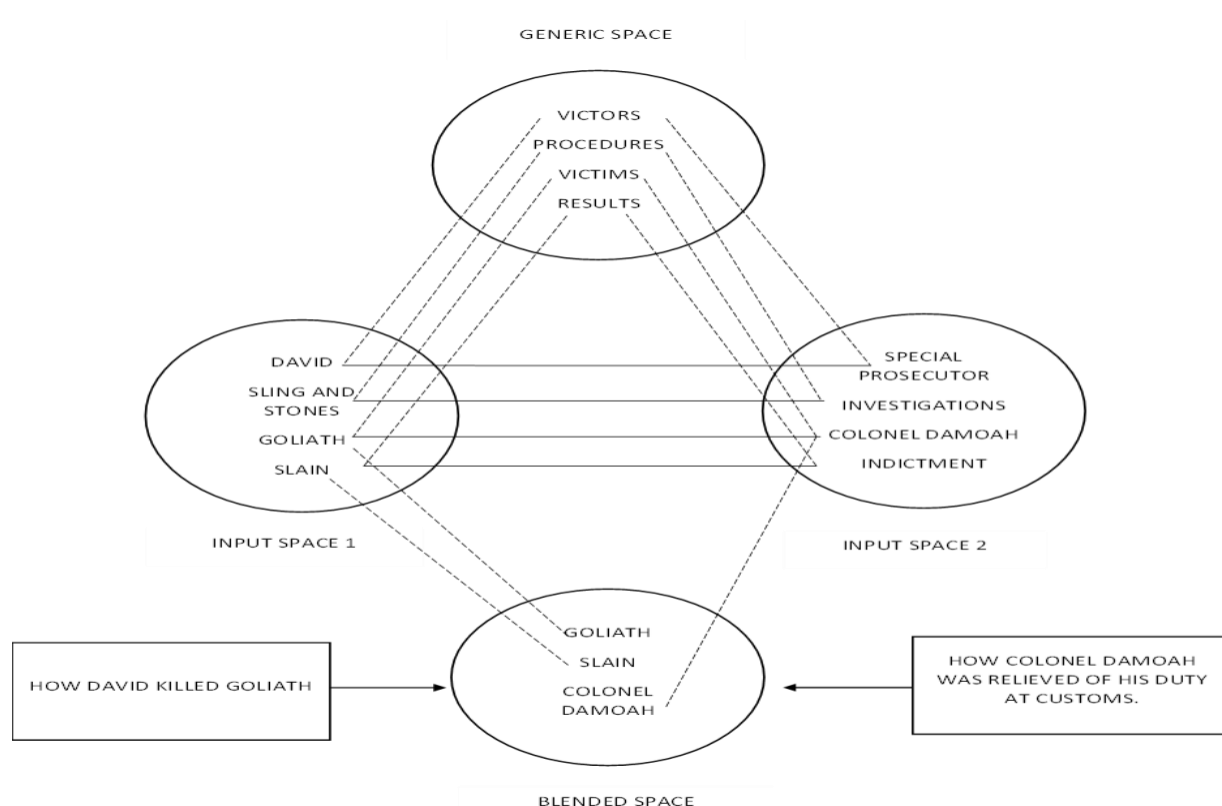 GENERIC SPACE
VICTORS
PROCEDURES
VICTIMS
RESULTS
DAVID
SLING AND
STONES
GOLIATH
SLAIN
INPUT SPACE 1
SPECIAL
PROSECUTOR
INVESTIGATIONS
COLONEL DAMOAH
INDICTMENT
INPUT SPACE 2
HOW DAVID KILLED GOLIATH
GOLIATH
SLAIN
COLONEL
DAMOAH
HOW COLONEL DAMOAH
WAS RELIEVED OF HIS DUTY
AT CUSTOMS.
BLENDED SPACE